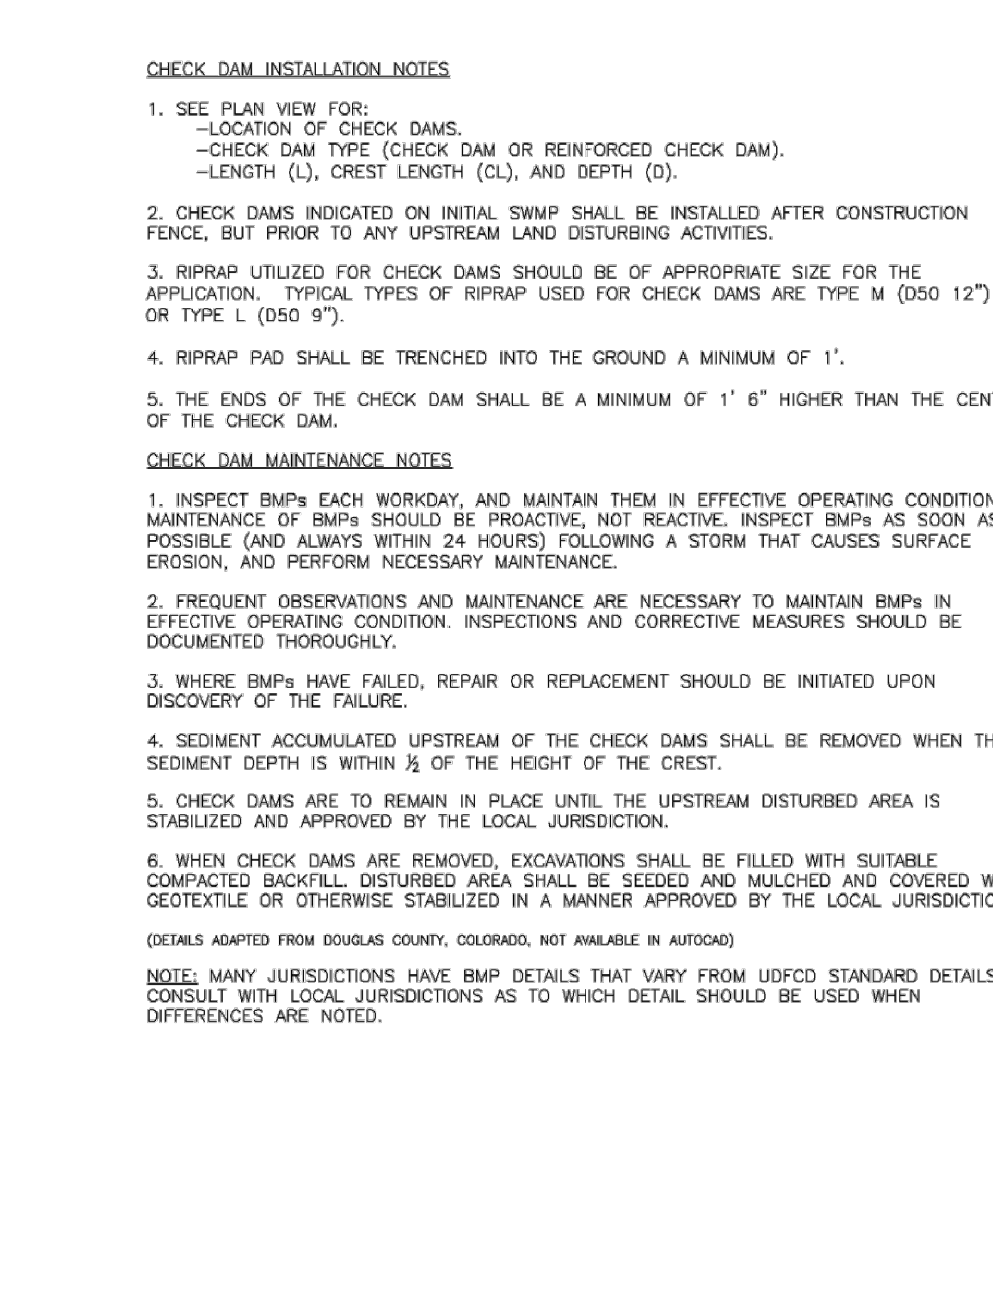 CHECK DAM INSTALLATION NOTES
1. SEE PLAN VIEW FOR:
-LOCATION OF CHECK DAMS.
-CHECK DAM TYPE (CHECK DAM OR REINFORCED CHECK DAM).
-LENGTH (L), CREST LENGTH (CL), AND DEPTH (D).
2. CHECK DAMS INDICATED ON INITIAL SWMP SHALL BE INSTALLED AFTER CONSTRUCTION
FENCE, BUT PRIOR TO ANY UPSTREAM LAND DISTURBING ACTIVITIES.
3. RIPRAP UTILIZED FOR CHECK DAMS SHOULD BE OF APPROPRIATE SIZE FOR THE
APPLICATION. TYPICAL TYPES OF RIPRAP USED FOR CHECK DAMS ARE TYPE M (D50 12")
OR TYPE L (D50 9").
4. RIPRAP PAD SHALL BE TRENCHED INTO THE GROUND A MINIMUM OF 1'.
5. THE ENDS OF THE CHECK DAM SHALL BE A MINIMUM OF 1' 6" HIGHER THAN THE CEN
OF THE CHECK DAM.
CHECK DAM MAINTENANCE NOTES
1. INSPECT BMPs EACH WORKDAY, AND MAINTAIN THEM IN EFFECTIVE OPERATING CONDITION
MAINTENANCE OF BMPs SHOULD BE PROACTIVE, NOT REACTIVE. INSPECT BMPs AS SOON AS
POSSIBLE (AND ALWAYS WITHIN 24 HOURS) FOLLOWING A STORM THAT CAUSES SURFACE
EROSION, AND PERFORM NECESSARY MAINTENANCE.
2. FREQUENT OBSERVATIONS AND MAINTENANCE ARE NECESSARY TO MAINTAIN BMPs IN
EFFECTIVE OPERATING CONDITION. INSPECTIONS AND CORRECTIVE MEASURES SHOULD BE
DOCUMENTED THOROUGHLY.
3. WHERE BMPs HAVE FAILED, REPAIR OR REPLACEMENT SHOULD BE INITIATED UPON
DISCOVERY OF THE FAILURE.
4. SEDIMENT ACCUMULATED UPSTREAM OF THE CHECK DAMS SHALL BE REMOVED WHEN TH
SEDIMENT DEPTH IS WITHIN ½ OF THE HEIGHT OF THE CREST.
5. CHECK DAMS ARE TO REMAIN IN PLACE UNTIL THE UPSTREAM DISTURBED AREA IS
STABILIZED AND APPROVED BY THE LOCAL JURISDICTION.
6. WHEN CHECK DAMS ARE REMOVED, EXCAVATIONS SHALL BE FILLED WITH SUITABLE
COMPACTED BACKFILL. DISTURBED AREA SHALL BE SEEDED AND MULCHED AND COVERED W
GEOTEXTILE OR OTHERWISE STABILIZED IN A MANNER APPROVED BY THE LOCAL JURISDICTIO
(DETAILS ADAPTED FROM DOUGLAS COUNTY, COLORADO, NOT AVAILABLE IN AUTOCAD)
NOTE: MANY JURISDICTIONS HAVE BMP DETAILS THAT VARY FROM UDFCD STANDARD DETAILS
CONSULT WITH LOCAL JURISDICTIONS AS TO WHICH DETAIL SHOULD BE USED WHEN
DIFFERENCES ARE NOTED.